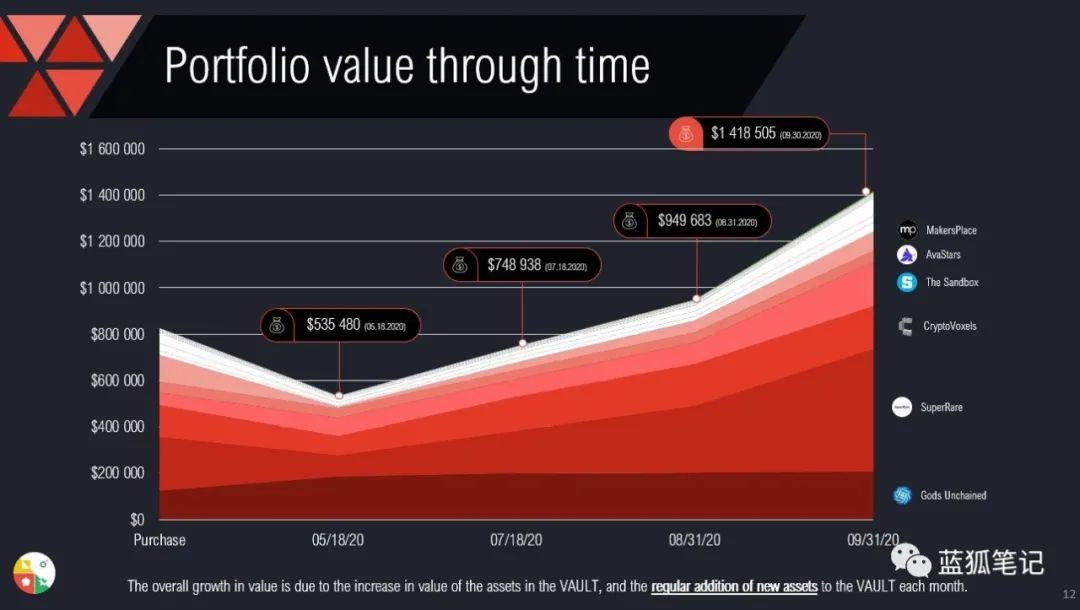 Portfolio value through time
$1 418 505 (09.30.2020)
$1 600 000
$1 400 000
$949 683 (08.31.2020)
MakersPlace
$1 200 000
AvaStars
$748 938 (07.18.2020)
The Sandbox
$1 000 000
$535 480 (05.18.2020)
CryptoVoxels
$800 000
$600 000
SuperRare
$400 000
$200 000
Gods Unchained
$0
Purchase
05/18/20
07/18/20
08/31/20
09/31/20
蓝狐笔记
The overall growth in value is due to the increase in value of the assets in the VAULT, and the regular addition of new assets to the VAULT each month.
12